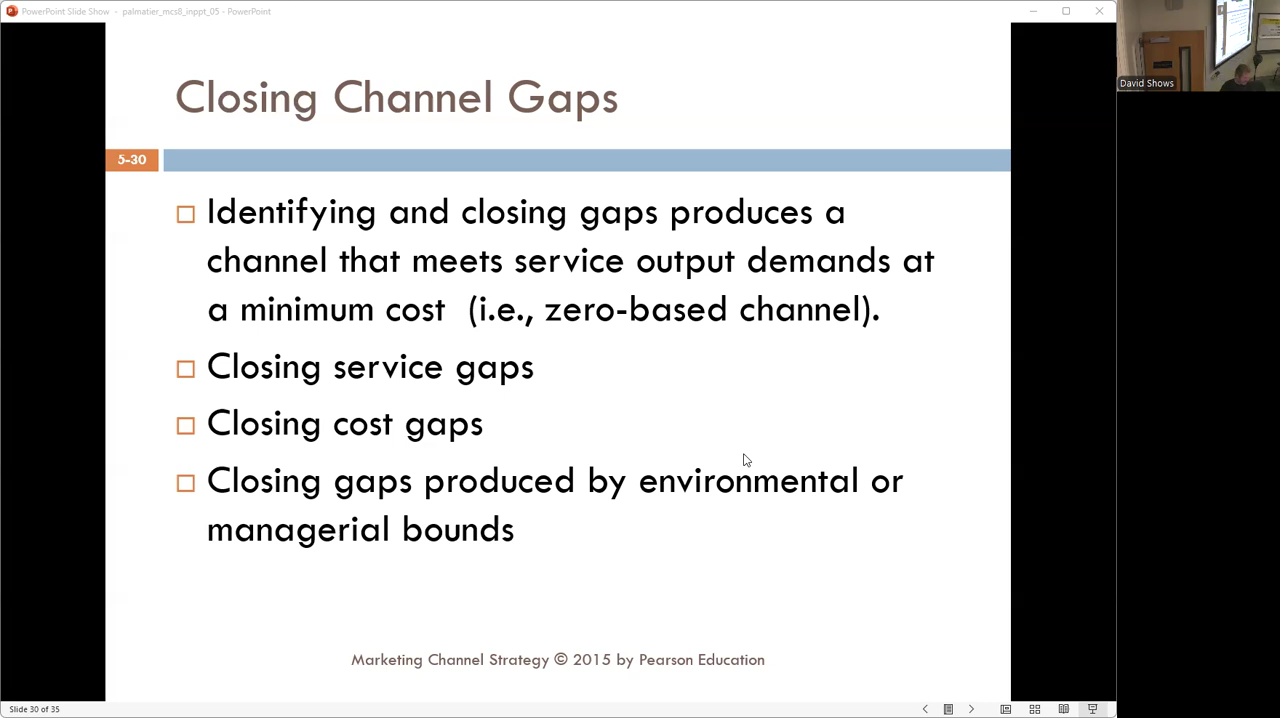 PowerPoint Slide Show - palmatier_mcs8_inppt_05 - PowerPoint
Closing Channel Gaps
5-30
Identifying and closing gaps produces a
channel that meets service output demands at
a minimum cost (i.e., zero-based channel).
Closing service gaps
Closing cost gaps
Closing gaps produced by environmental or
managerial bounds
Marketing Channel Strategy © 2015 by Pearson Education
Slide 30 of 35
David Shows